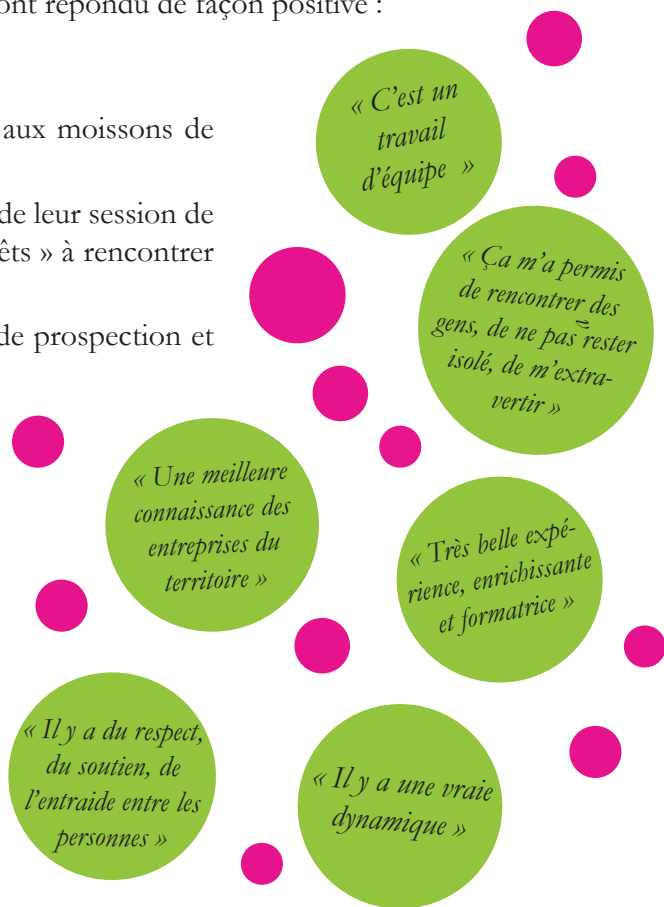 ont répondu de façon positive :
aux moissons de
de leur session de
êts » à rencontrer
de prospection et
« C'est un
travail
d'équipe »
« Ça m'a permis
de rencontrer des
gens, de ne pas rester
isolé, de m'extra-
vertir »
« Une meilleure
connaissance des
entreprises du
territoire »
« Très belle expé-
rience, enrichissante
et formatrice »
« Il y a du respect,
du soutien, de
l'entraide entre les
personnes »
« Il y a une vraie
dynamique »